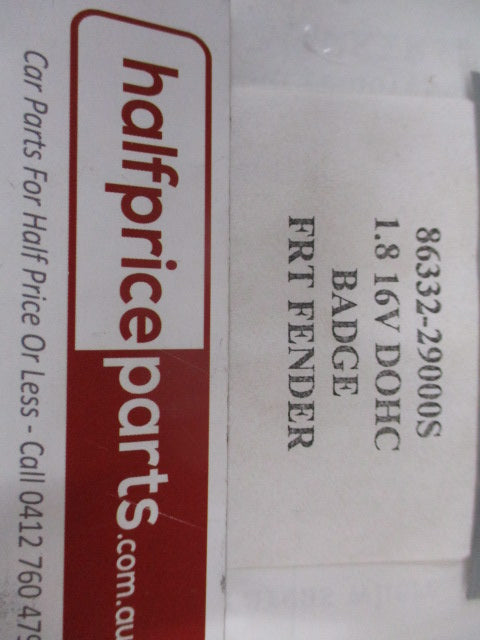 86332-29000S
1.8 16V DOHC
BADGE
FRT FENDER
halfpriceparts.com.au
Car Parts For Half Price Or Less - Call 0412 760 479